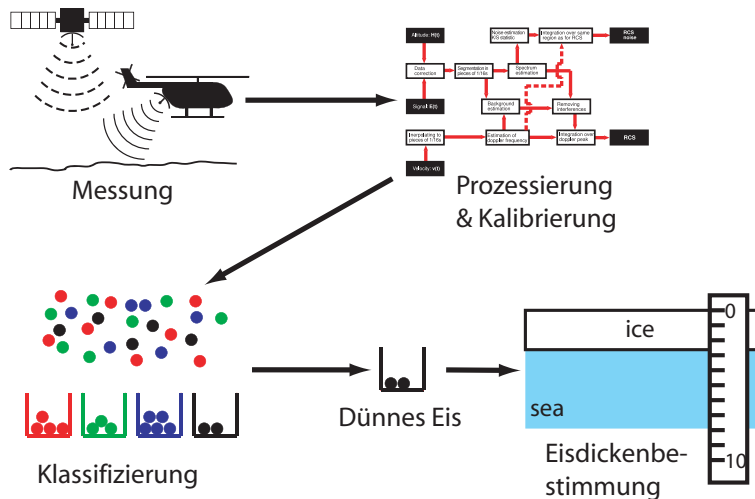 Altitude: H(t)
Noise estimation
KS statistic
Integration over same
region as for RCS
RCS
noise
Data
correction
Segmentation in
pieces of 1/16s
Spectrum
estimation
Signal: E(t)
Background
estimation
Removing
interferences
Interpolating to
pieces of 1/16s
Estimation of
doppler frequency
Integration over
doppler peak
RCS
Velocity: v(t)
Messung
Prozessierung
& Kalibrierung
Klassifizierung
Dünnes Eis
0
ice
sea
10
Eisdickenbe-
stimmung